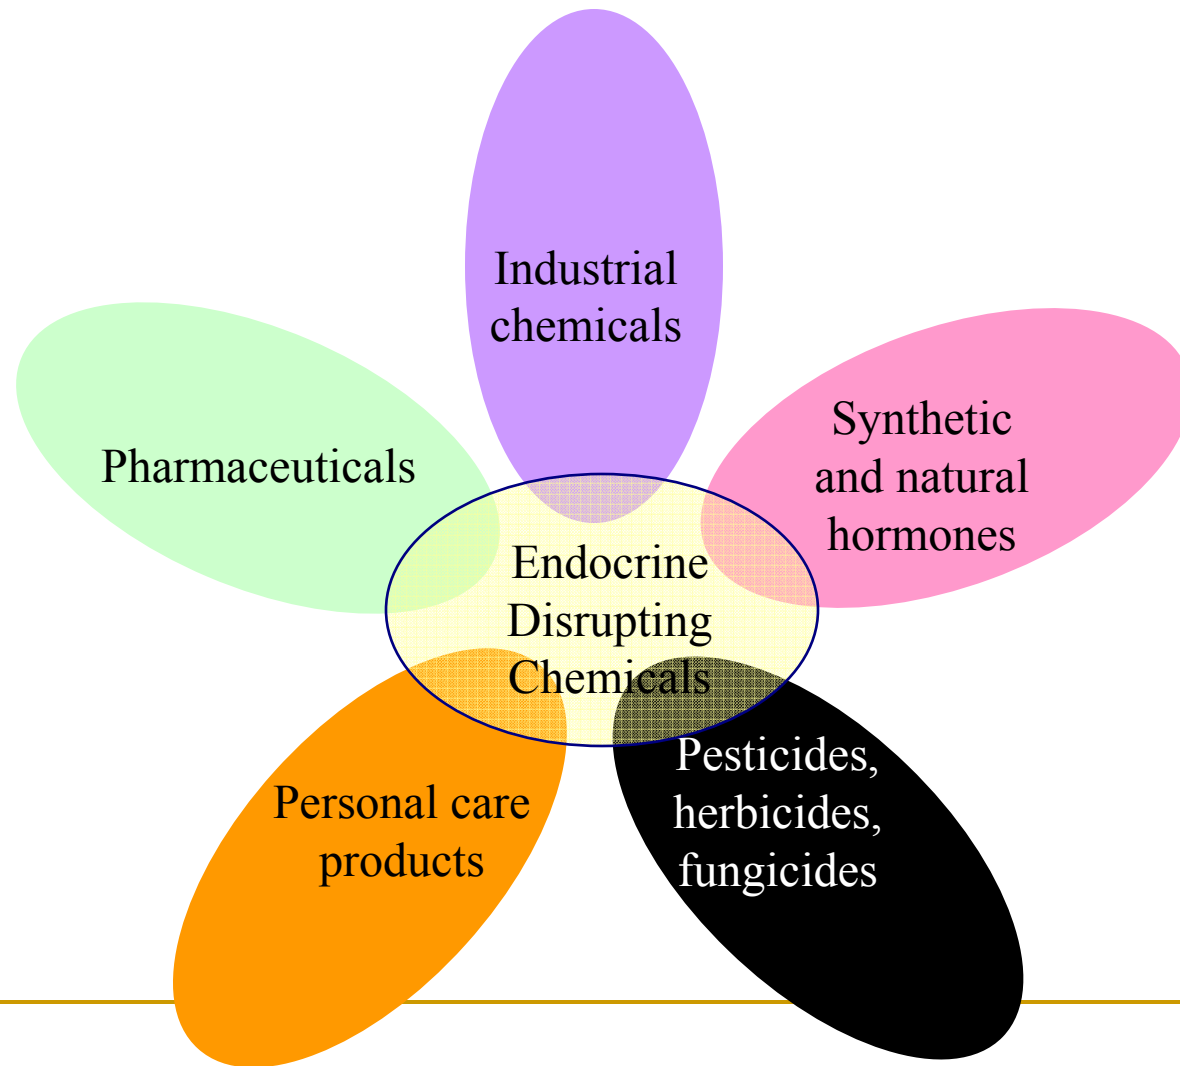 Industrial
chemicals
Synthetic
and natural
hormones
Pharmaceuticals
Endocrine
Disrupting
Chemicals
Personal care
products
Pesticides,
herbicides,
fungicides